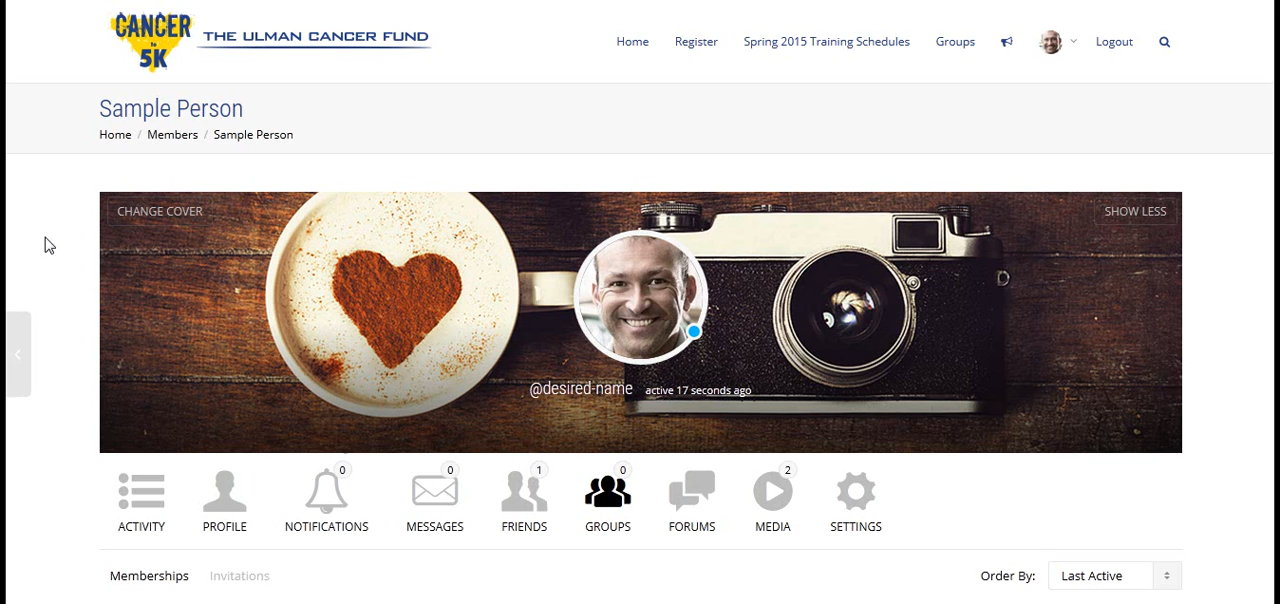 CANCER to 5K
THE ULMAN CANCER FUND
Home Register Spring 2015 Training Schedules Groups Logout
Sample Person
Home / Members / Sample Person
CHANGE COVER SHOW LESS
@desired-name active 17 seconds ago
0 0 1 0 2
ACTIVITY PROFILE NOTIFICATIONS MESSAGES FRIENDS GROUPS FORUMS MEDIA SETTINGS
Memberships Invitations Order By: Last Active